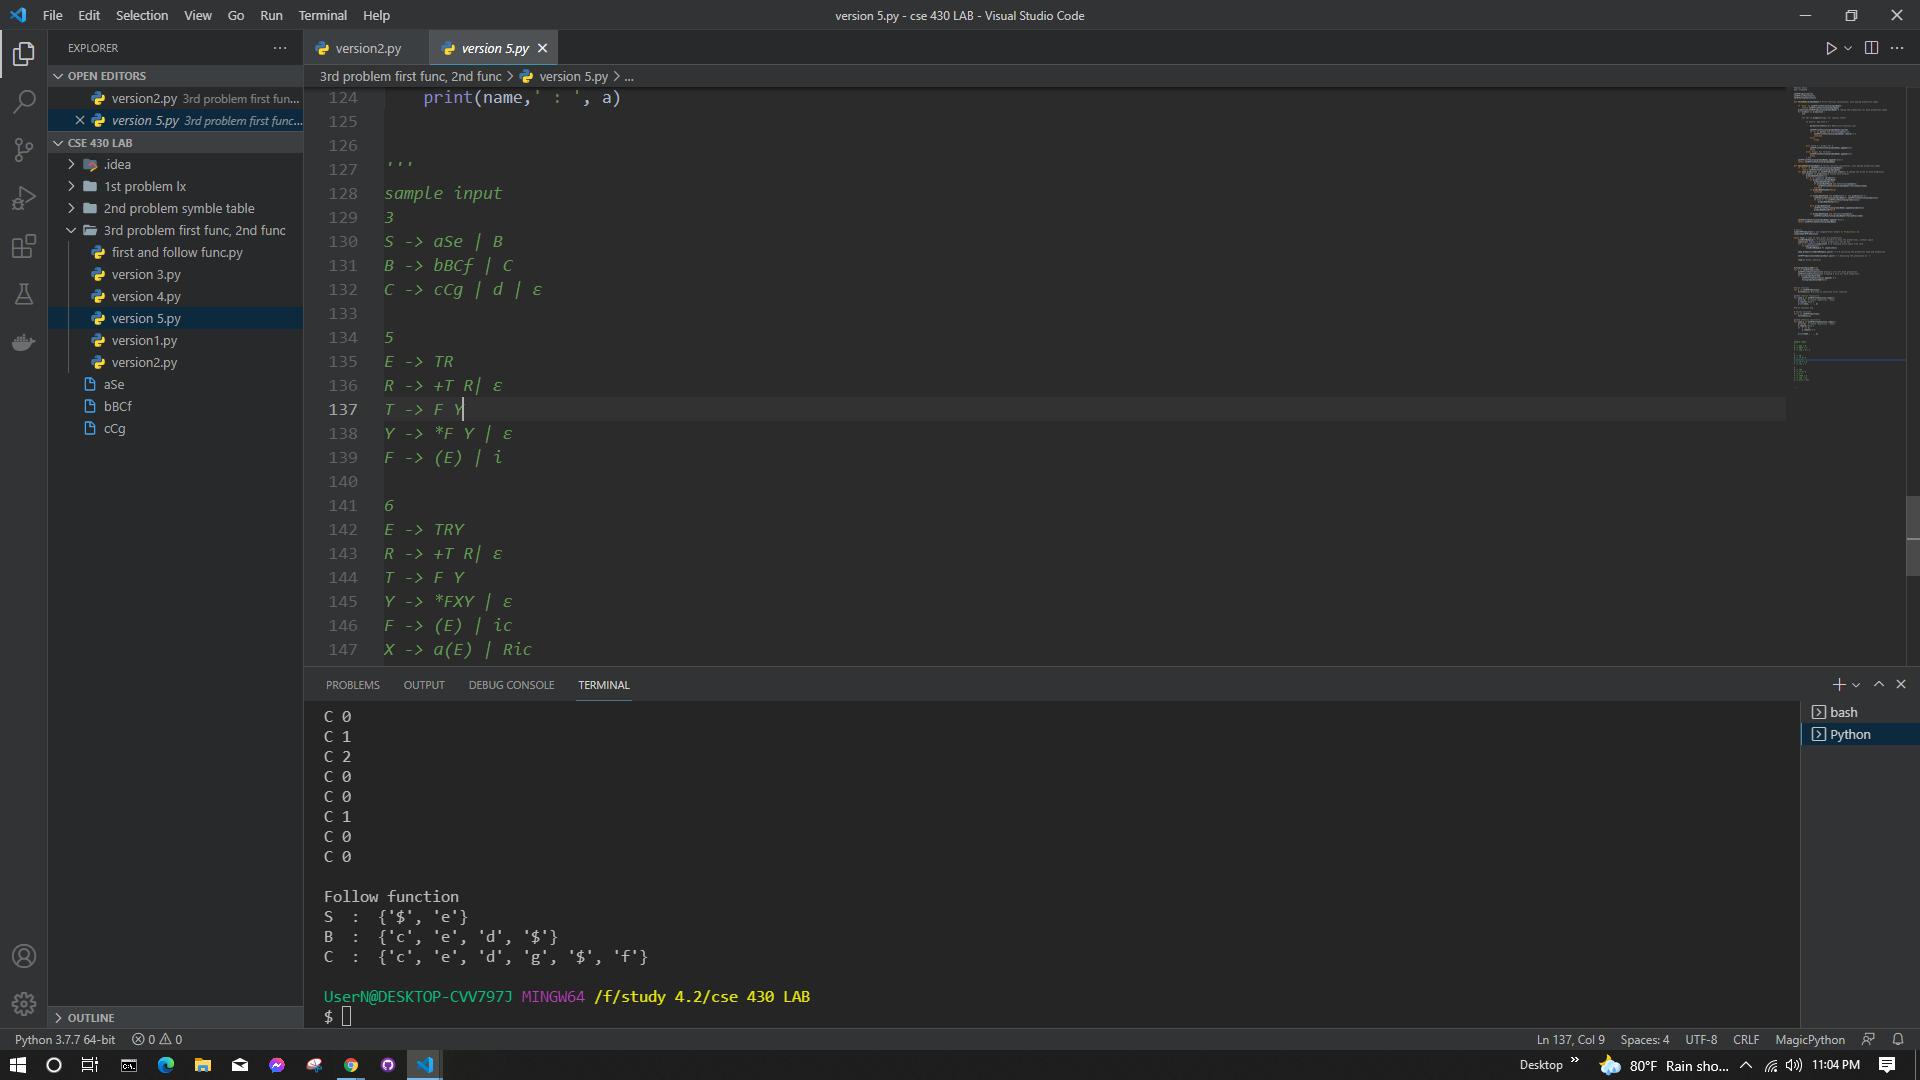 File Edit Selection View Go Run Terminal Help
version 5.py - cse 430 LAB - Visual Studio Code
EXPLORER
OPEN EDITORS
version2.py 3rd problem first fun...
version 5.py 3rd problem first func...
CSE 430 LAB
.idea
1st problem lx
2nd problem symble table
3rd problem first func, 2nd func
first and follow func.py
version 3.py
version 4.py
version 5.py
version1.py
version2.py
aSe
bBCf
cCg
OUTLINE
version2.py
version 5.py
3rd problem first func, 2nd func > version 5.py > ...
124 print(name,' : ', a)
125
126
127 '''
128 sample input
129 3
130 S -> aSe | B
131 B -> bBCf | C
132 C -> cCg | d | ε
133
134 5
135 E -> TR
136 R -> +T R| ε
137 T -> F Y
138 Y -> *F Y | ε
139 F -> (E) | i
140
141 6
142 E -> TRY
143 R -> +T R| ε
144 T -> F Y
145 Y -> *FXY | ε
146 F -> (E) | ic
147 X -> a(E) | Ric
PROBLEMS OUTPUT DEBUG CONSOLE TERMINAL
C 0
C 1
C 2
C 0
C 0
C 1
C 0
C 0
Follow function
S : {'$', 'e'}
B : {'c', 'e', 'd', '$'}
C : {'c', 'e', 'd', 'g', '$', 'f'}
UserN@DESKTOP-CVV797J MINGW64 /f/study 4.2/cse 430 LAB
$
bash
Python
Python 3.7.7 64-bit 0 0
Ln 137, Col 9 Spaces: 4 UTF-8 CRLF MagicPython
Desktop 80°F Rain sho... 11:04 PM